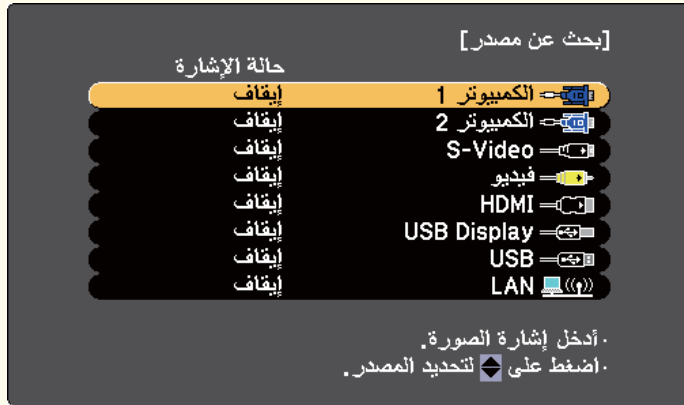 [بحث عن مصدر]
حالة الإشارة
الكمبيوتر 1 إيقاف
الكمبيوتر 2 إيقاف
S-Video إيقاف
فيديو إيقاف
HDMI إيقاف
USB Display إيقاف
USB إيقاف
LAN إيقاف
·أدخل إشارة الصورة.
·اضغط على لتحديد المصدر.